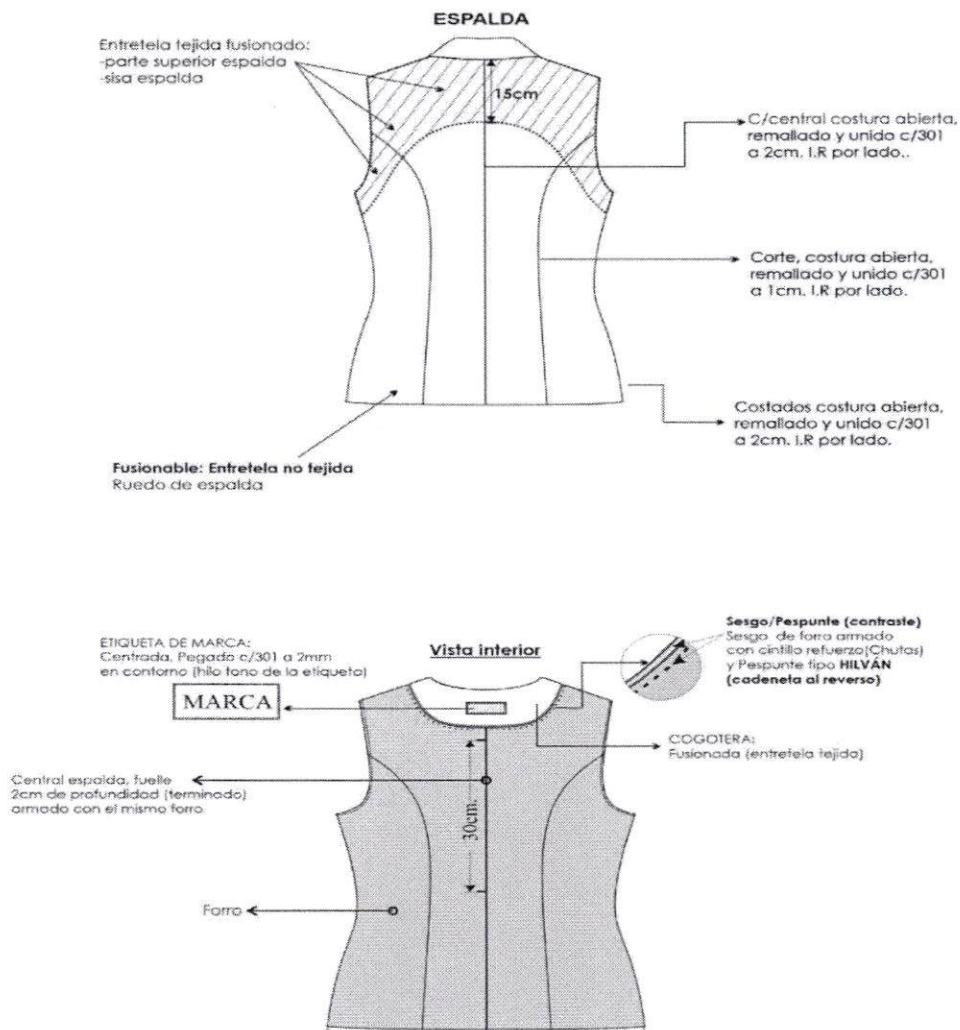 ESPALDA
Entretela tejida fusionado:
-parte superior espalda
-sisa espalda
15cm
C/central costura abierta,
remallado y unido c/301
a 2cm. I.R por lado..
Corte, costura abierta,
remallado y unido c/301
a 1cm. I.R por lado.
Costados costura abierta,
remallado y unido c/301
a 2cm. I.R por lado.
Fusionable: Entretela no tejida
Ruedo de espalda
Vista interior
ETIQUETA DE MARCA:
Centrada, Pegado c/301 a 2mm
en contorno (hilo tono de la etiqueta)
MARCA
Sesgo/Pespunte (contraste)
Sesgo de forro armado
con cintillo refuerzo(Chutas)
y Pespunte tipo HILVÁN
(cadeneta al reverso)
COGOTERA:
Fusionada (entretela tejida)
Central espalda, fuelle
2cm de profundidad (terminado)
armado con el mismo forro
30cm.
Forro